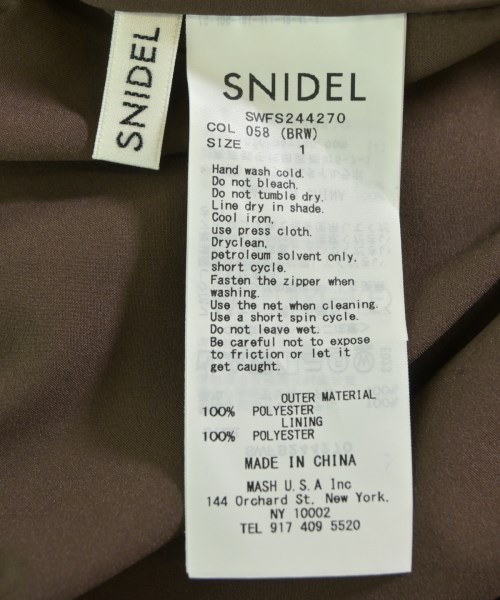 SNIDEL
SNIDEL
SWFS244270
COL 058 (BRW)
SIZE 1
Hand wash cold.
Do not bleach.
Do not tumble dry.
Line dry in shade.
Cool iron,
use press cloth.
Dryclean,
petroleum solvent only.
short cycle.
Fasten the zipper when
washing.
Use the net when cleaning.
Use a short spin cycle.
Do not leave wet.
Be careful not to expose
to friction or let it
get caught.
OUTER MATERIAL
100% POLYESTER
LINING
100% POLYESTER
MADE IN CHINA
MASH U.S.A Inc
144 Orchard St. New York.
NY 10002
TEL 917 409 5520